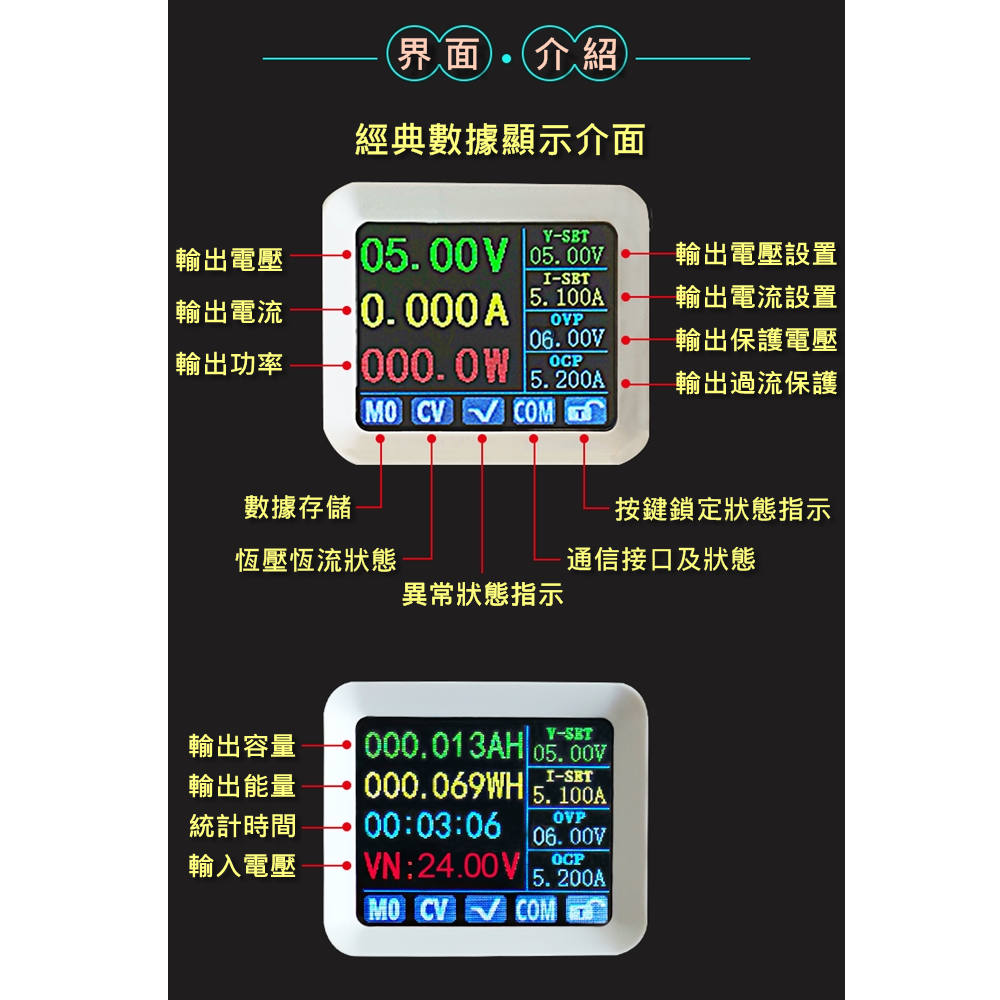 界面·介紹
經典數據顯示介面
輸出電壓
輸出電流
輸出功率
05.00V
0.000A
000.0W
V-SET
05.00V
I-SET
5.100A
OVP
06.00V
OCP
5.200A
M0 CV COM
輸出電壓設置
輸出電流設置
輸出保護電壓
輸出過流保護
數據存儲
恆壓恆流狀態
異常狀態指示
通信接口及狀態
按鍵鎖定狀態指示
輸出容量
輸出能量
統計時間
輸入電壓
000.013AH
000.069WH
00:03:06
VN:24.00V
V-SET
05.00V
I-SET
5.100A
OVP
06.00V
OCP
5.200A
M0 CV COM